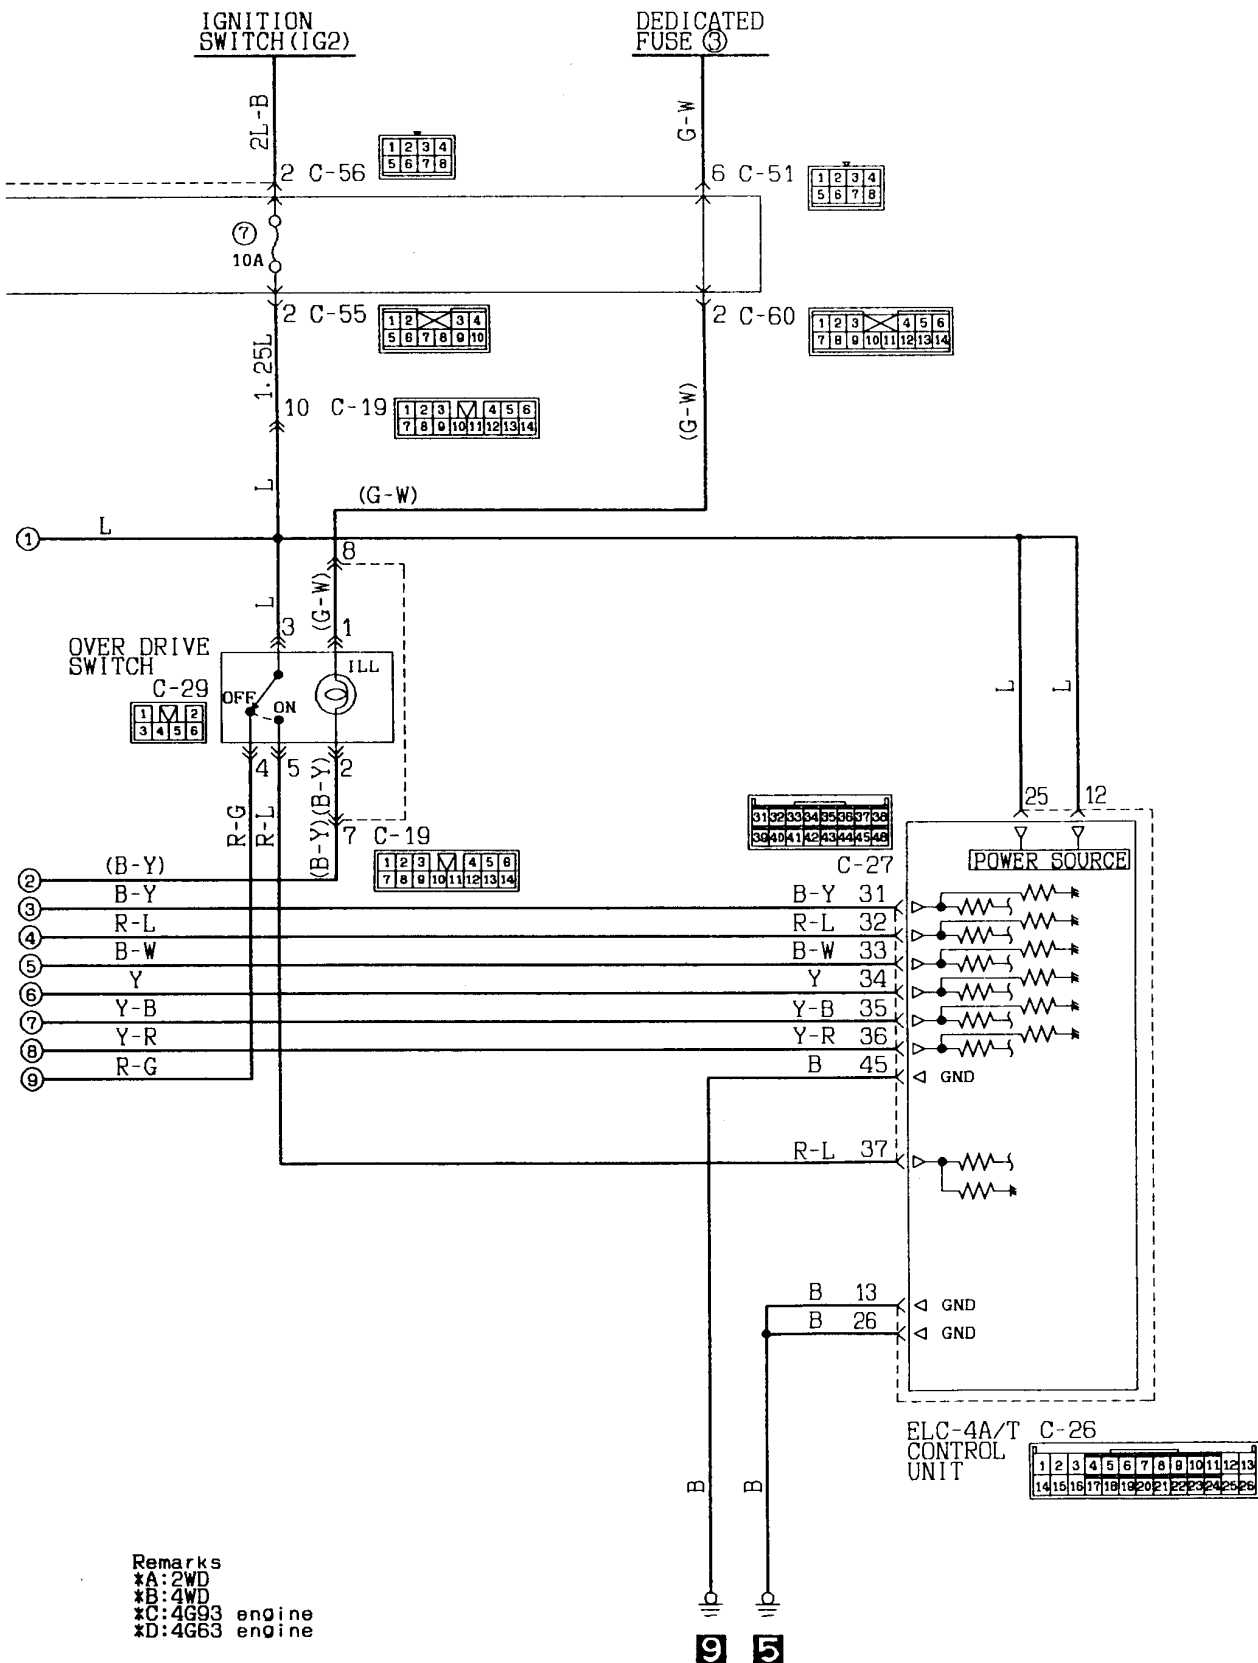 IGNITION
SWITCH(IG2)
DEDICATED
FUSE ③
2L-B
G-W
1 2 3 4
5 6 7 8
2 C-56
6 C-51
1 2 3 4
5 6 7 8
⑦
10A
2 C-55
1 2 3 4
5 6 7 8 9 10
2 C-60
1 2 3 4 5 6
7 8 9 10 11 12 13 14
1.25L
10 C-19
1 2 3 4 5 6
7 8 9 10 11 12 13 14
(G-W)
L
(G-W)
① L
8
L
(G-W)
3 1
OVER DRIVE
SWITCH
C-29
1 2
3 4 5 6
ILL
OFF
ON
L L
4 5 2
R-G
R-L
(B-Y)
(B-Y)
7 C-19
1 2 3 4 5 6
7 8 9 10 11 12 13 14
25 12
31 32 33 34 35 36 37 38
39 40 41 42 43 44 45 46
C-27
POWER SOURCE
② (B-Y)
③ B-Y B-Y 31
④ R-L R-L 32
⑤ B-W B-W 33
⑥ Y Y 34
⑦ Y-B Y-B 35
⑧ Y-R Y-R 36
⑨ R-G
B 45 GND
R-L 37
B 13 GND
B 26 GND
ELC-4A/T C-26
CONTROL
UNIT
1 2 3 4 5 6 7 8 9 10 11 12 13
14 15 16 17 18 19 20 21 22 23 24 25 26
B
B
Remarks
*A:2WD
*B:4WD
*C:4G93 engine
*D:4G63 engine
9 5